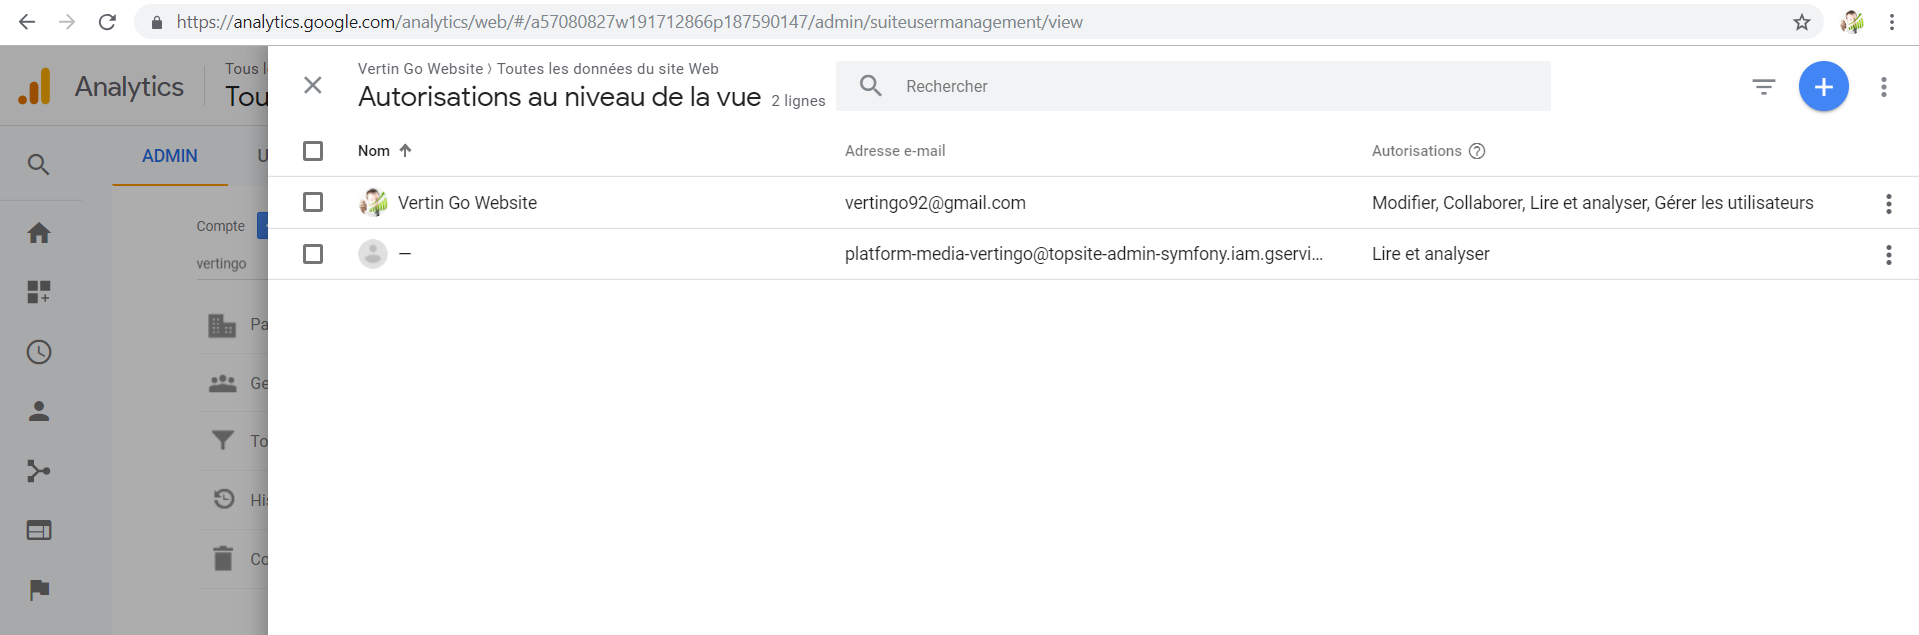 https://analytics.google.com/analytics/web/#/a57080827w191712866p187590147/admin/suiteusermanagement/view
Analytics
Tous l
Tou
Vertin Go Website › Toutes les données du site Web
Autorisations au niveau de la vue 2 lignes
Rechercher
ADMIN U
Nom Adresse e-mail Autorisations
Vertin Go Website vertingo92@gmail.com Modifier, Collaborer, Lire et analyser, Gérer les utilisateurs
— platform-media-vertingo@topsite-admin-symfony.iam.gservi... Lire et analyser
Compte
vertingo
Pa
Ge
To
His
Co